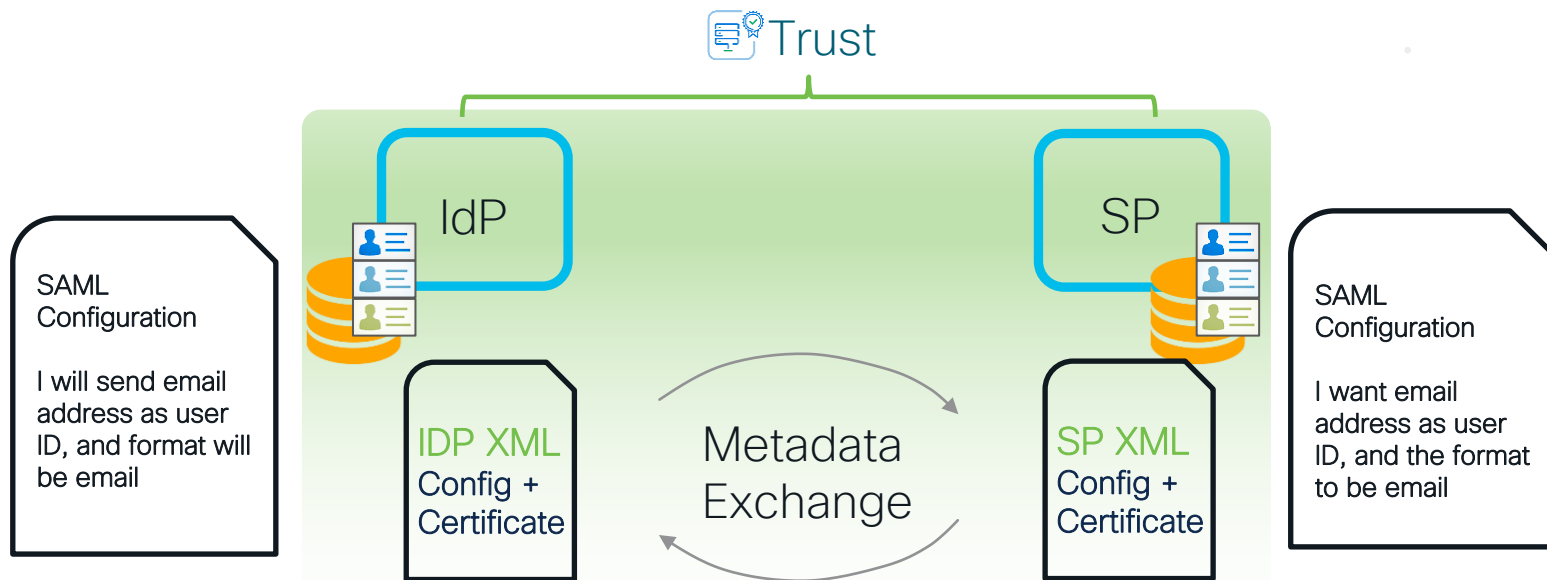 Trust
IdP
SP
SAML
Configuration
I will send email
address as user
ID, and format will
be email
IDP XML
Config +
Certificate
Metadata
Exchange
SP XML
Config +
Certificate
SAML
Configuration
I want email
address as user
ID, and the format
to be email